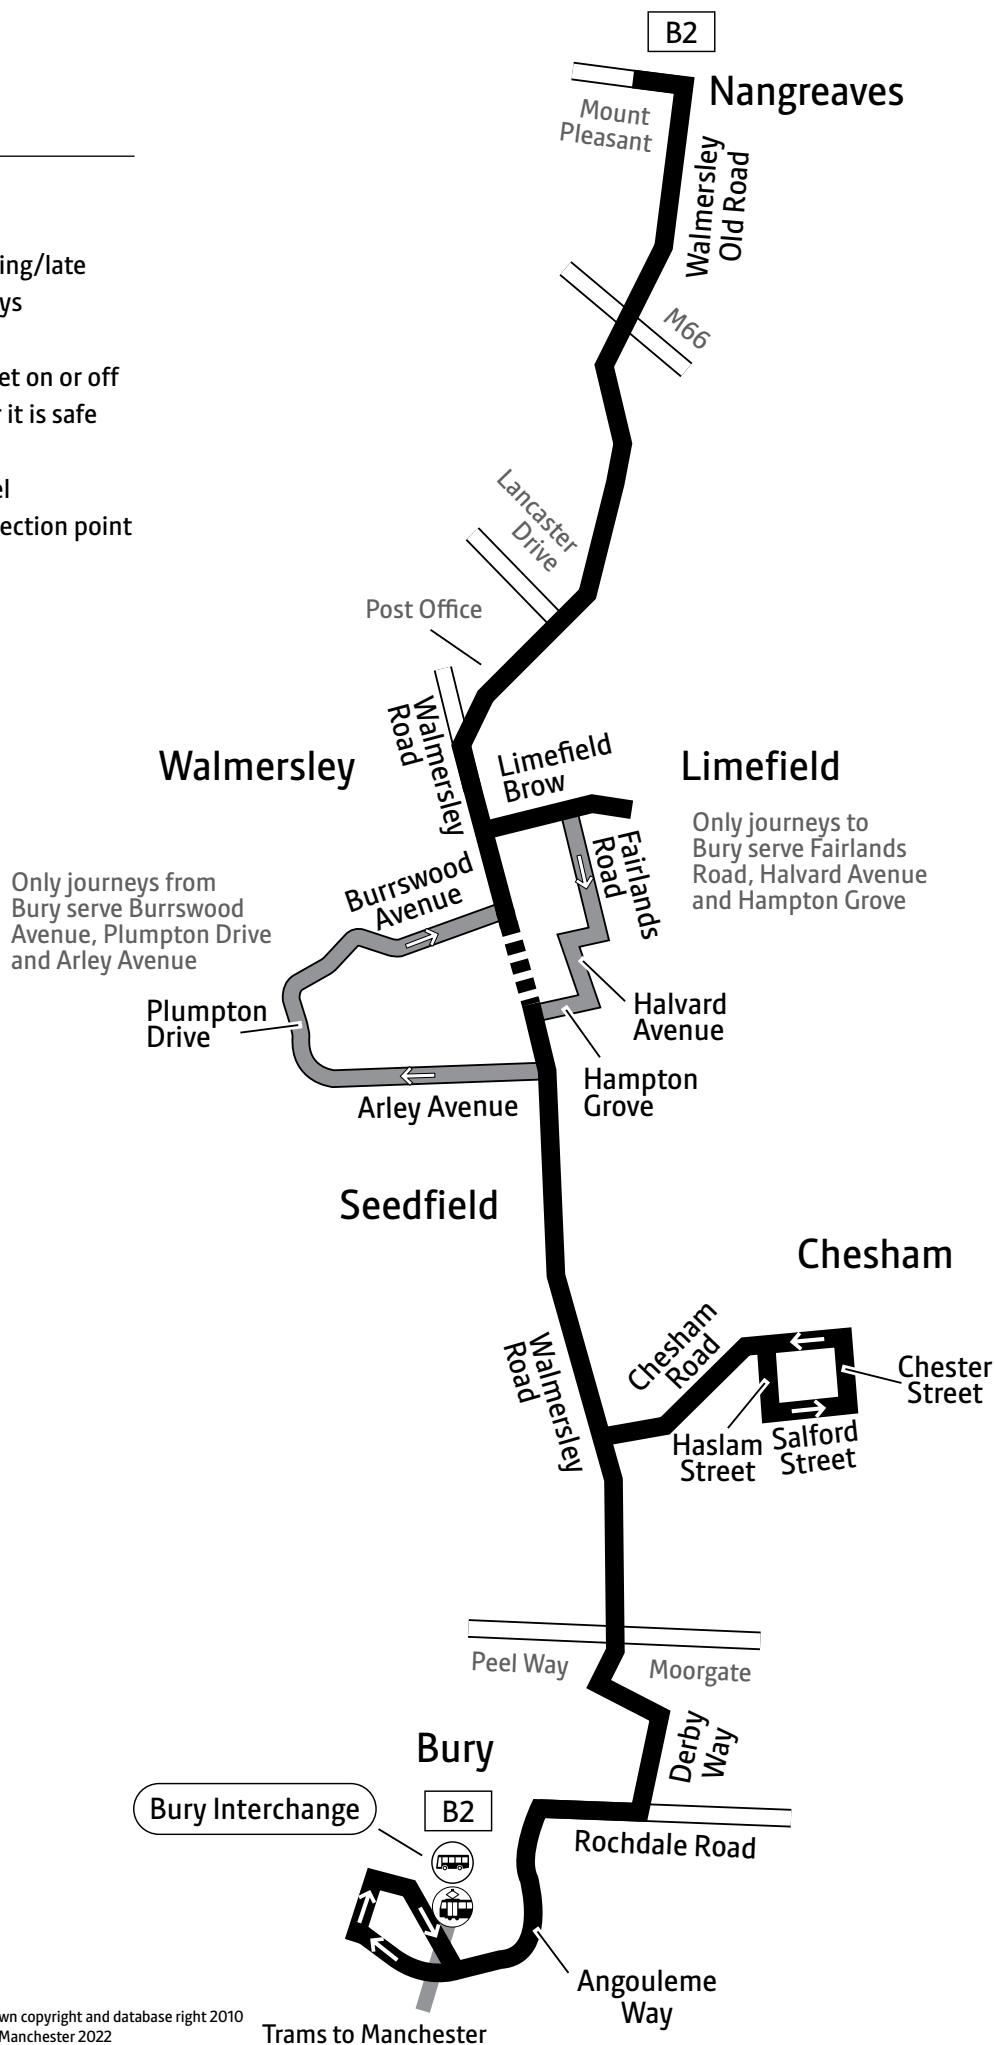 B2
Nangreaves
Mount
Pleasant
Walmersley
Old Road
ing/late
ys
M66
et on or off
it is safe
el
ection point
Lancaster
Drive
Post Office
Walmersley
Road
Walmersley
Limefield
Brow
Limefield
Only journeys to
Bury serve Fairlands
Road, Halvard Avenue
and Hampton Grove
Fairlands
Road
Burrswood
Avenue
Only journeys from
Bury serve Burrswood
Avenue, Plumpton Drive
and Arley Avenue
Plumpton
Drive
Halvard
Avenue
Hampton
Grove
Arley Avenue
Seedfield
Chesham
Walmersley
Road
Chesham
Road
Chester
Street
Haslam
Street
Salford
Street
Peel Way
Moorgate
Derby
Way
Bury
Bury Interchange
B2
Rochdale Road
Angouleme
Way
wn copyright and database right 2010
Manchester 2022
Trams to Manchester